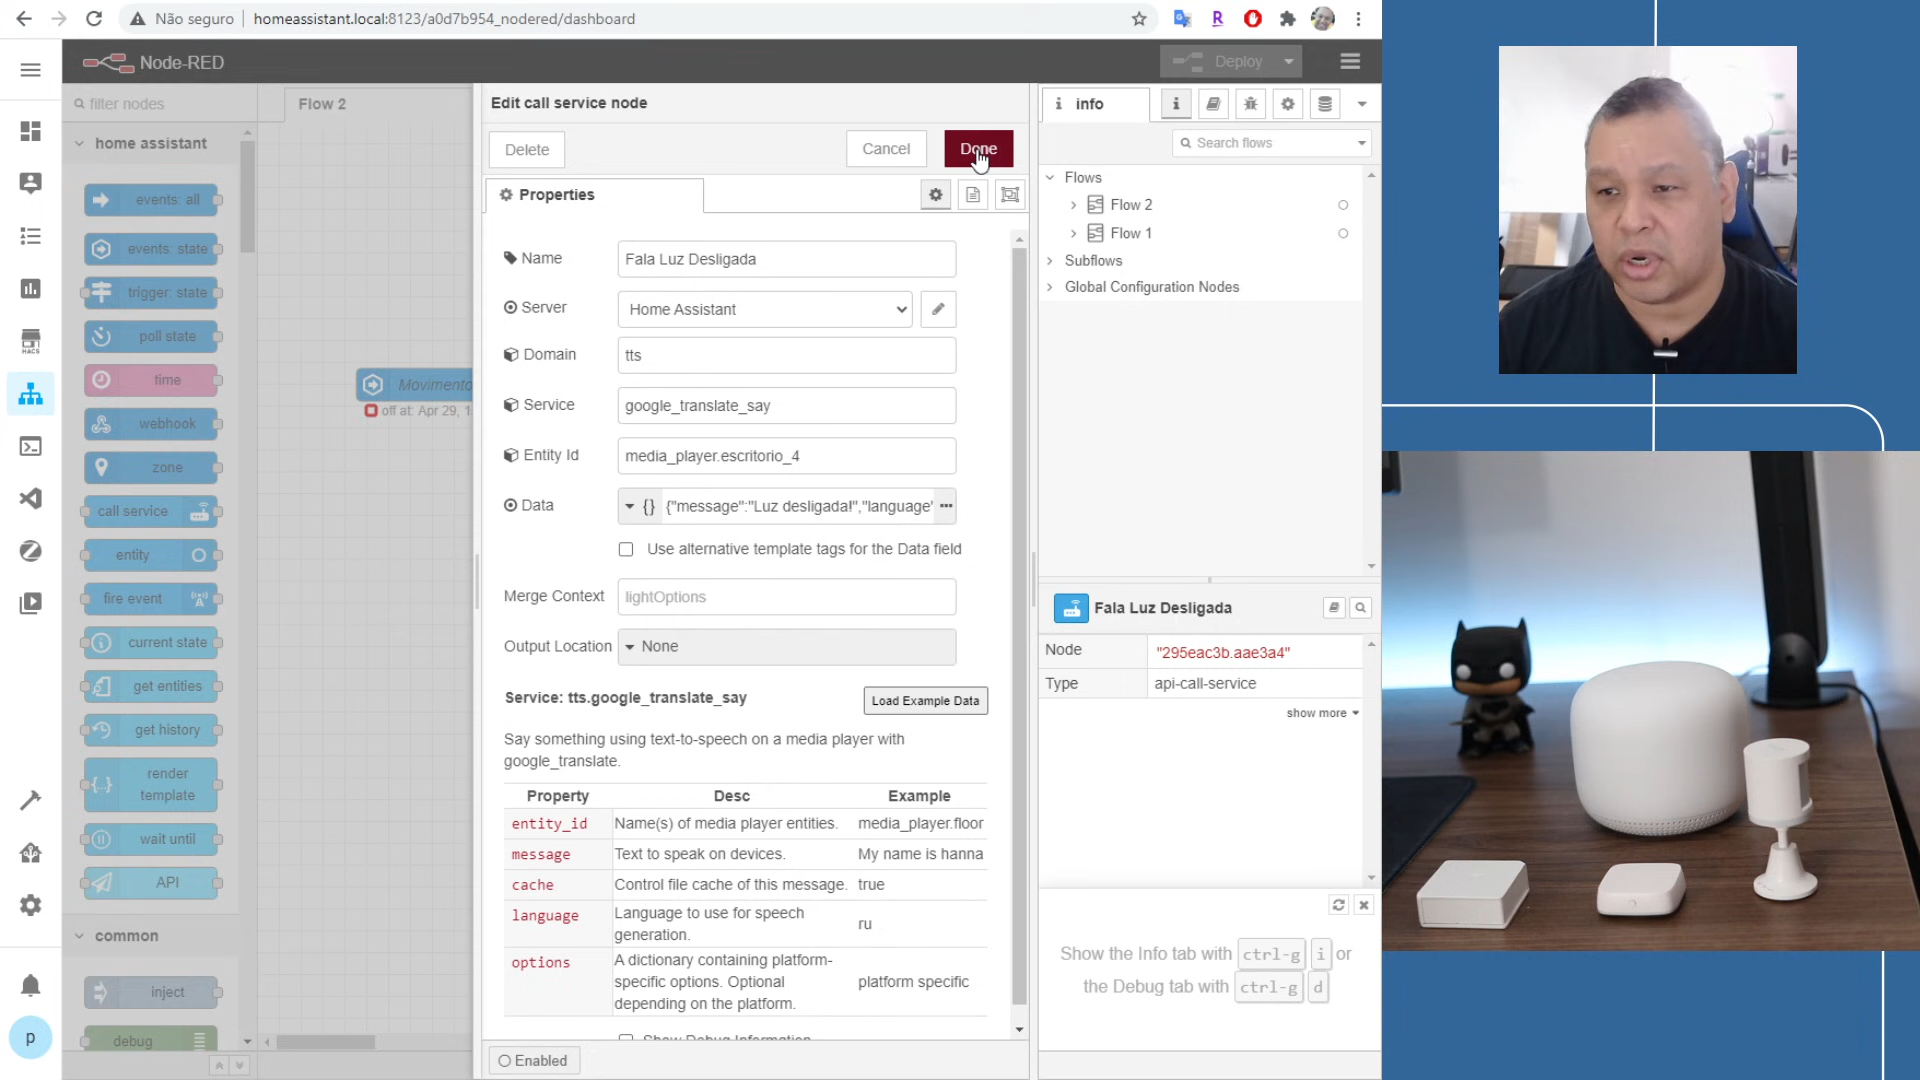 Não seguro
homeassistant.local:8123/a0d7b954_nodered/dashboard
Node-RED
Deploy
filter nodes
home assistant
events: all
events: state
trigger: state
poll state
time
webhook
zone
call service
entity
fire event
current state
get entities
get history
render
template
wait until
API
common
inject
debug
HACS
p
Flow 2
Movimento
off at: Apr 29, 1
Edit call service node
Delete
Cancel
Done
Properties
Name
Fala Luz Desligada
Server
Home Assistant
Domain
tts
Service
google_translate_say
Entity Id
media_player.escritorio_4
Data
{} {"message":"Luz desligada!","language"
Use alternative template tags for the Data field
Merge Context
lightOptions
Output Location
None
Service: tts.google_translate_say
Load Example Data
Say something using text-to-speech on a media player with
google_translate.
Property Desc Example
entity_id Name(s) of media player entities. media_player.floor
message Text to speak on devices. My name is hanna
cache Control file cache of this message. true
language Language to use for speech
generation. ru
options A dictionary containing platform-
specific options. Optional platform specific
depending on the platform.
Show Debug Information
Enabled
i info
Search flows
Flows
Flow 2
Flow 1
Subflows
Global Configuration Nodes
Fala Luz Desligada
Node "295eac3b.aae3a4"
Type api-call-service
show more
Show the Info tab with ctrl-g i or
the Debug tab with ctrl-g d